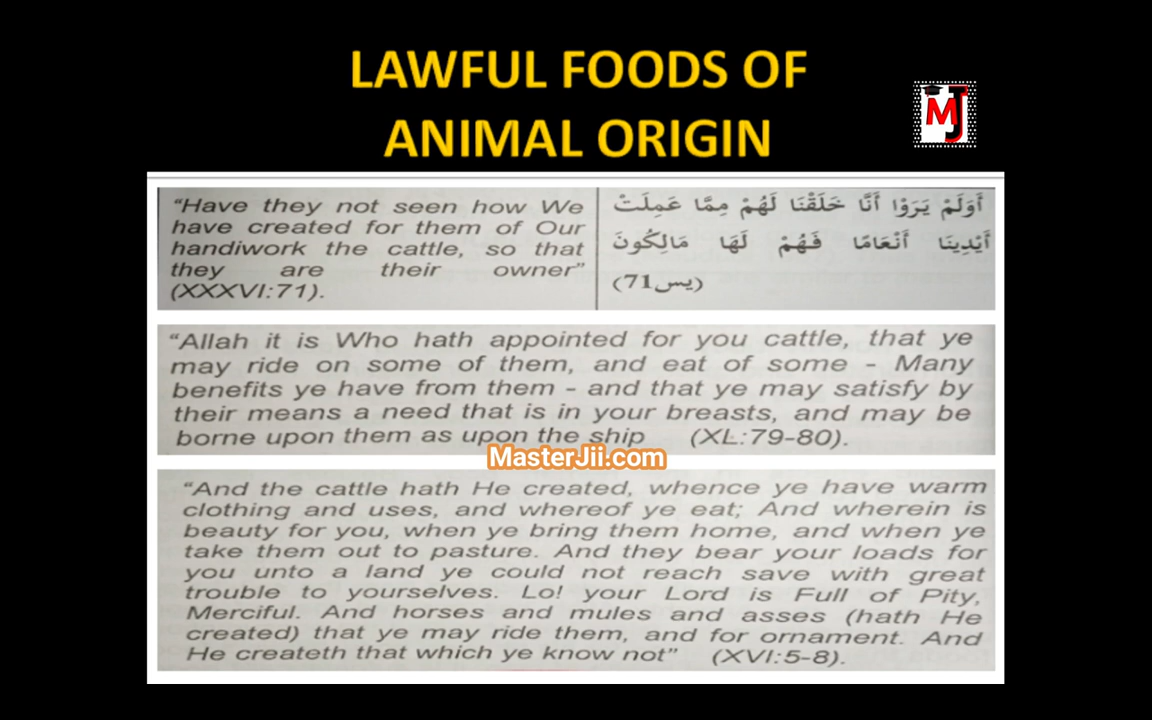 LAWFUL FOODS OF
ANIMAL ORIGIN
MJ
“Have they not seen how We
have created for them of Our
handiwork the cattle, so that
they are their owner”
(XXXVI:71).
أَوَلَمْ يَرَوْا أَنَّا خَلَقْنَا لَهُمْ مِمَّا عَمِلَتْ
أَيْدِينَا أَنْعَامًا فَهُمْ لَهَا مَالِكُونَ
(يس71)
“Allah it is Who hath appointed for you cattle, that ye
may ride on some of them, and eat of some - Many
benefits ye have from them - and that ye may satisfy by
their means a need that is in your breasts, and may be
borne upon them as upon the ship (XL:79-80).
MasterJii.com
“And the cattle hath He created, whence ye have warm
clothing and uses, and whereof ye eat; And wherein is
beauty for you, when ye bring them home, and when ye
take them out to pasture. And they bear your loads for
you unto a land ye could not reach save with great
trouble to yourselves. Lo! your Lord is Full of Pity,
Merciful. And horses and mules and asses (hath He
created) that ye may ride them, and for ornament. And
He createth that which ye know not” (XVI:5-8).